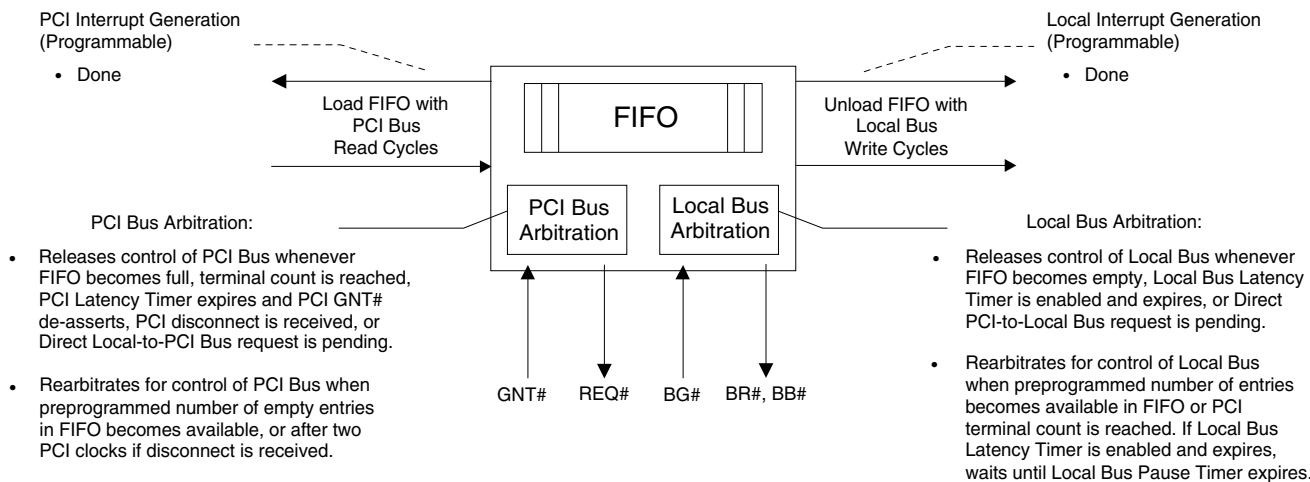 PCI Interrupt Generation
(Programmable)
• Done
Load FIFO with
PCI Bus
Read Cycles
FIFO
Local Interrupt Generation
(Programmable)
• Done
Unload FIFO with
Local Bus
Write Cycles
PCI Bus
Arbitration
Local Bus
Arbitration
PCI Bus Arbitration:
• Releases control of PCI Bus whenever
FIFO becomes full, terminal count is reached,
PCI Latency Timer expires and PCI GNT#
de-asserts, PCI disconnect is received, or
Direct Local-to-PCI Bus request is pending.
• Rearbitrates for control of PCI Bus when
preprogrammed number of empty entries
in FIFO becomes available, or after two
PCI clocks if disconnect is received.
GNT#
REQ#
BG#
BR#, BB#
Local Bus Arbitration:
• Releases control of Local Bus whenever
FIFO becomes empty, Local Bus Latency
Timer is enabled and expires, or Direct
PCI-to-Local Bus request is pending.
• Rearbitrates for control of Local Bus
when preprogrammed number of entries
becomes available in FIFO or PCI
terminal count is reached. If Local Bus
Latency Timer is enabled and expires,
waits until Local Bus Pause Timer expires.